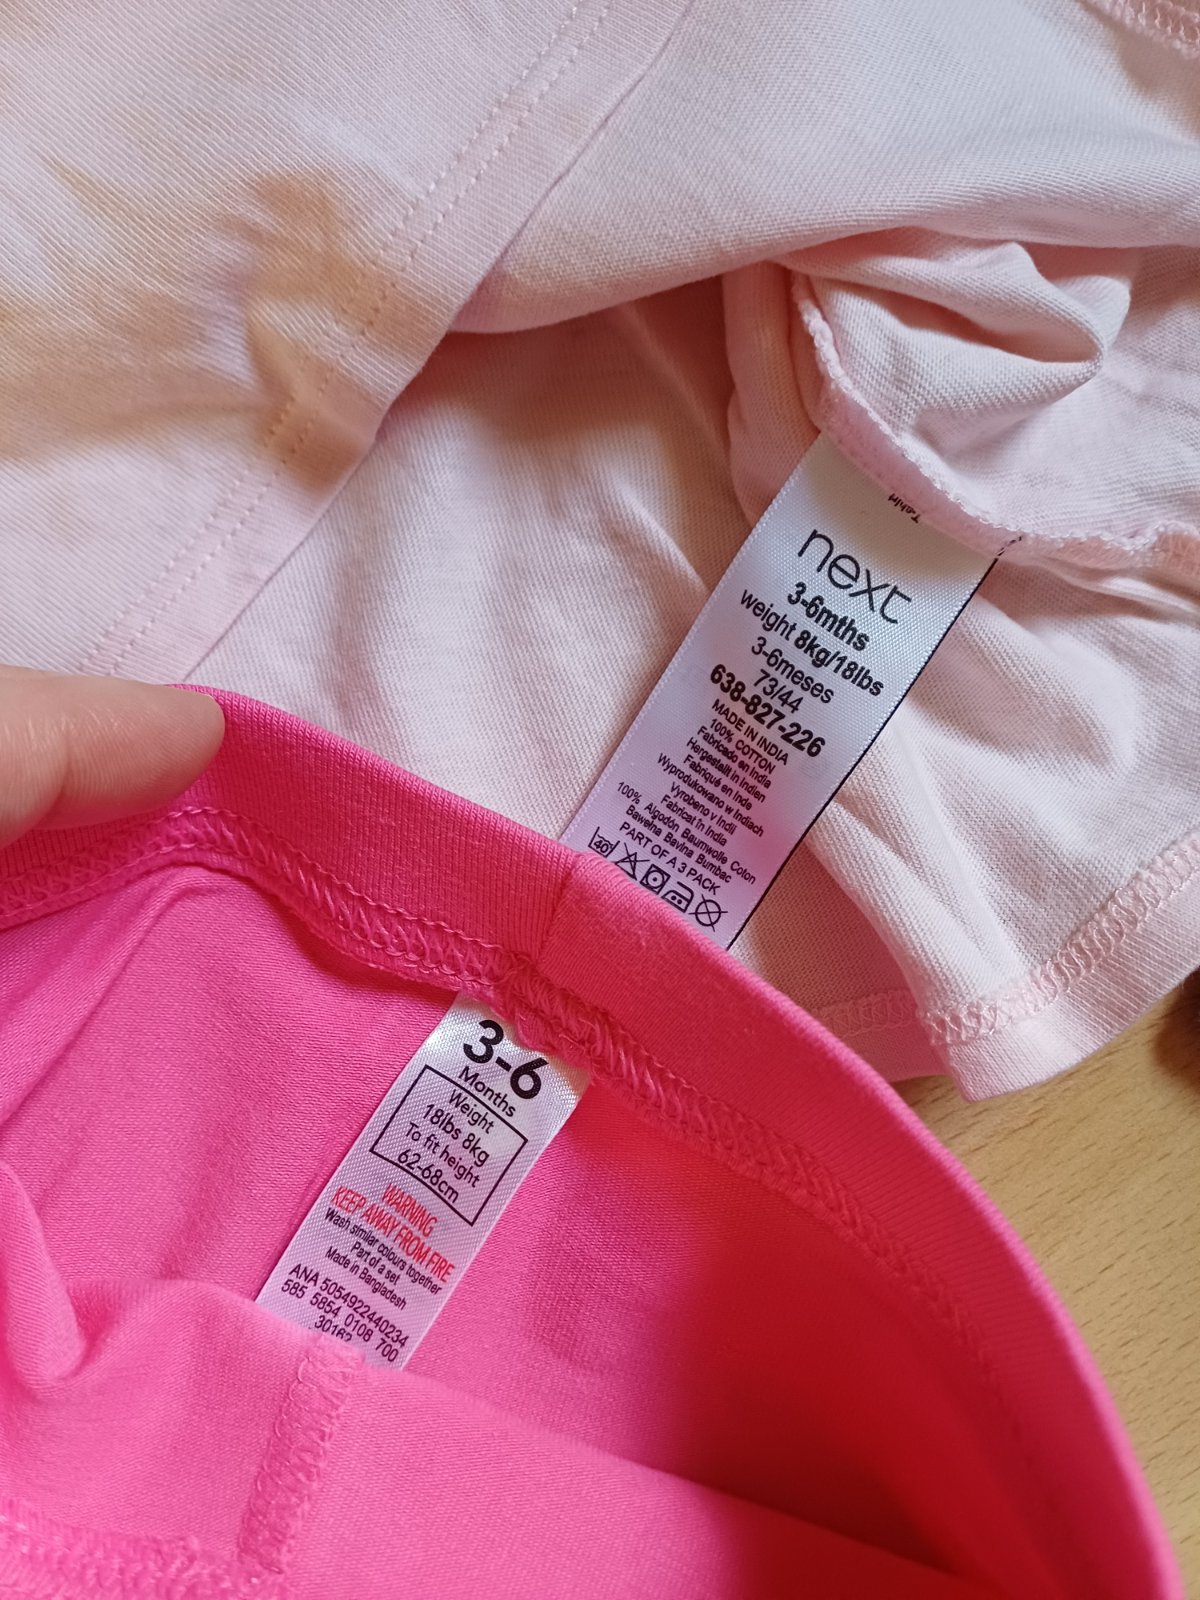 Tshirt
next
3-6mths
weight 8kg/18lbs
3-6meses
73/44
638-827-226
MADE IN INDIA
100% COTTON
Fabricado en India
Hergestellt in Indien
Fabriqué en Inde
Wyprodukowano w Indiach
Vyrobeno v Indii
Fabricat in India
100% Algodón Baumwolle Coton
Bawełna Bavlna Bumbac
PART OF A 3 PACK
40°
3-6
Months
Weight
18lbs 8kg
To fit height
62-68cm
WARNING
KEEP AWAY FROM FIRE
Wash similar colours together
Part of a set
Made in Bangladesh
ANA 5054922440234
585 5854 0108 700
30162